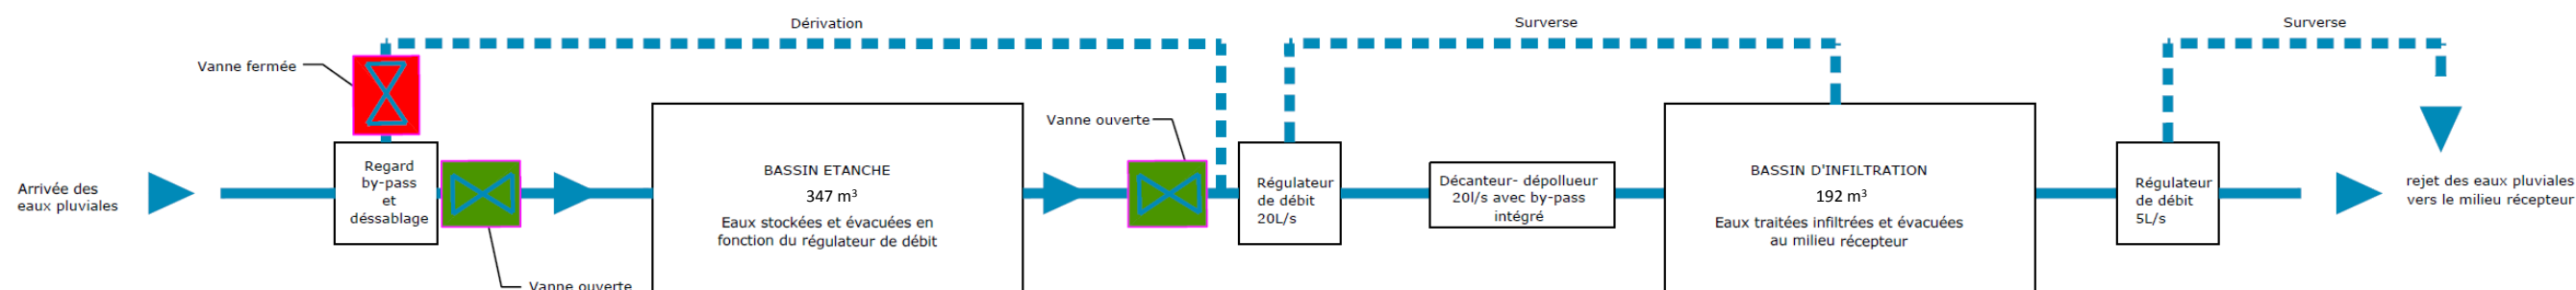 Dérivation
Surverse
Surverse
Vanne fermée
Vanne ouverte
Arrivée des
eaux pluviales
Regard
by-pass
et
déssablage
BASSIN ETANCHE
347 m³
Eaux stockées et évacuées en
fonction du régulateur de débit
Régulateur
de débit
20L/s
Décanteur- dépollueur
20l/s avec by-pass
intégré
BASSIN D'INFILTRATION
192 m³
Eaux traitées infiltrées et évacuées
au milieu récepteur
Régulateur
de débit
5L/s
rejet des eaux pluviales
vers le milieu récepteur
Vanne ouverte